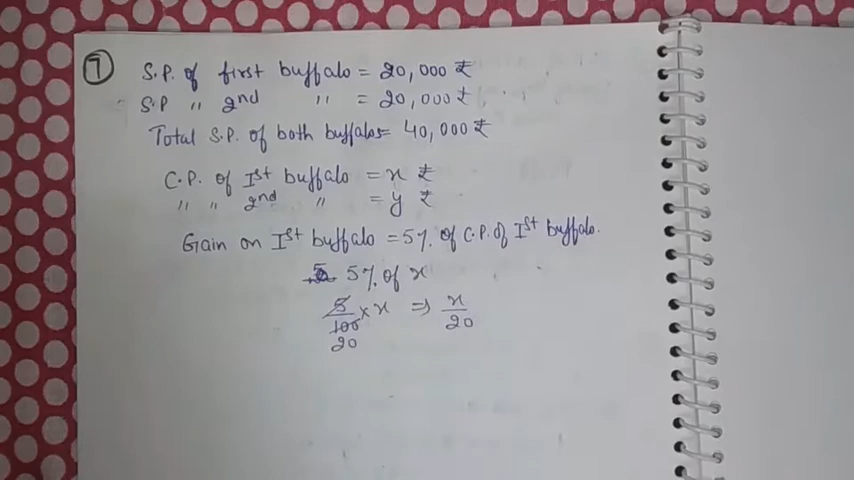 7 S.P. of first buffalo = 20,000 ₹
S.P " 2nd " = 20,000 ₹
Total S.P. of both buffalos = 40,000 ₹
C.P. of Ist buffalo = x ₹
" " 2nd " = y ₹
Gain on Ist buffalo = 5% of C.P. of Ist buffalo.
5% of x
5/100 × x ⇒ x/20
20